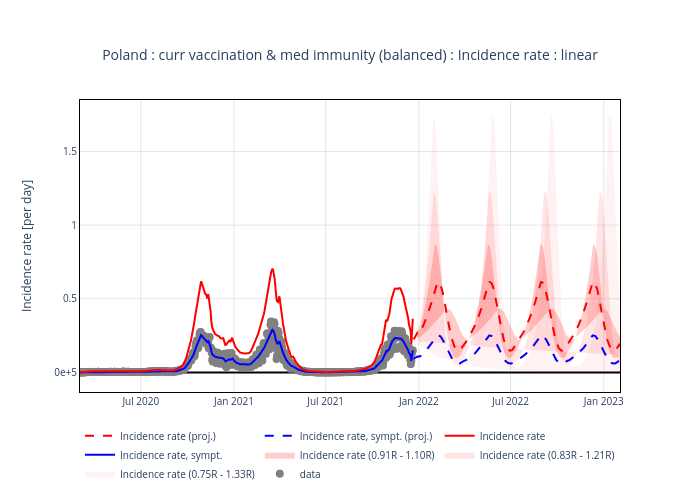 Poland : curr vaccination & med immunity (balanced) : Incidence rate : linear
Incidence rate [per day]
1.5
1
0.5
0e+5
Jul 2020
Jan 2021
Jul 2021
Jan 2022
Jul 2022
Jan 2023
Incidence rate (proj.)
Incidence rate, sympt. (proj.)
Incidence rate
Incidence rate, sympt.
Incidence rate (0.91R - 1.10R)
Incidence rate (0.83R - 1.21R)
Incidence rate (0.75R - 1.33R)
data